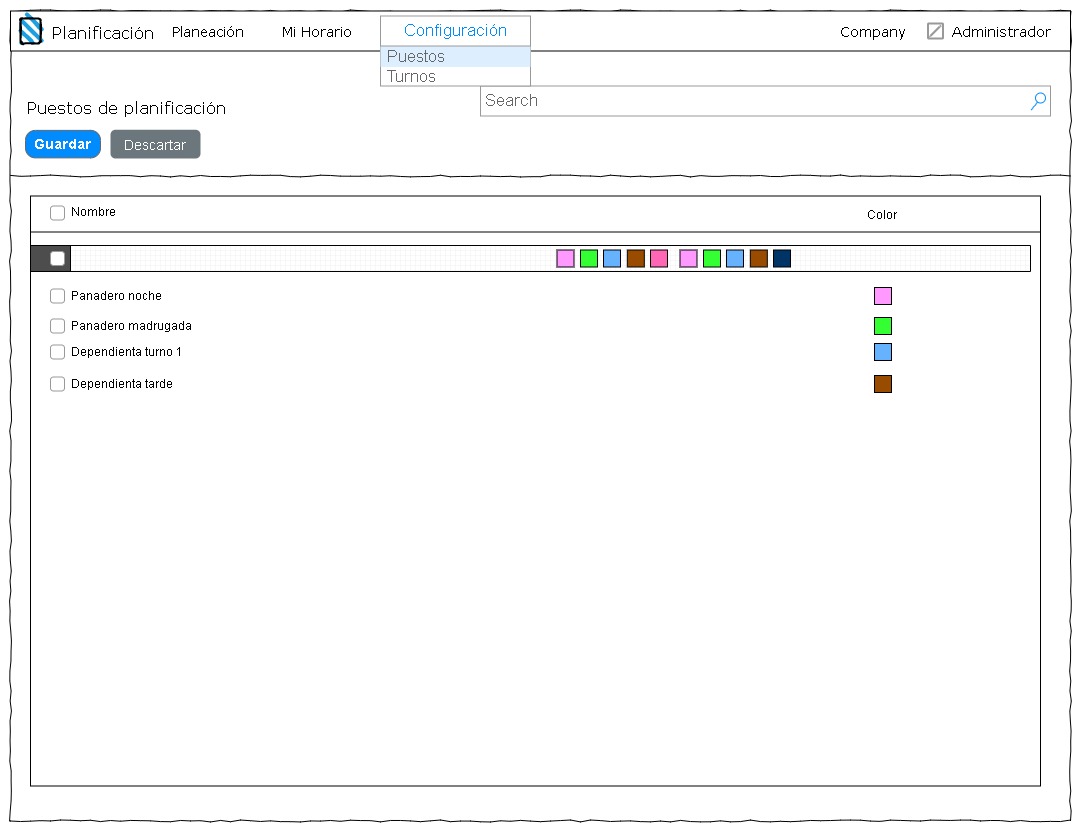 Planificación Planeación Mi Horario Configuración Company Administrador
Puestos
Turnos
Search
Puestos de planificación
Guardar Descartar
Nombre Color
Panadero noche
Panadero madrugada
Dependienta turno 1
Dependienta tarde